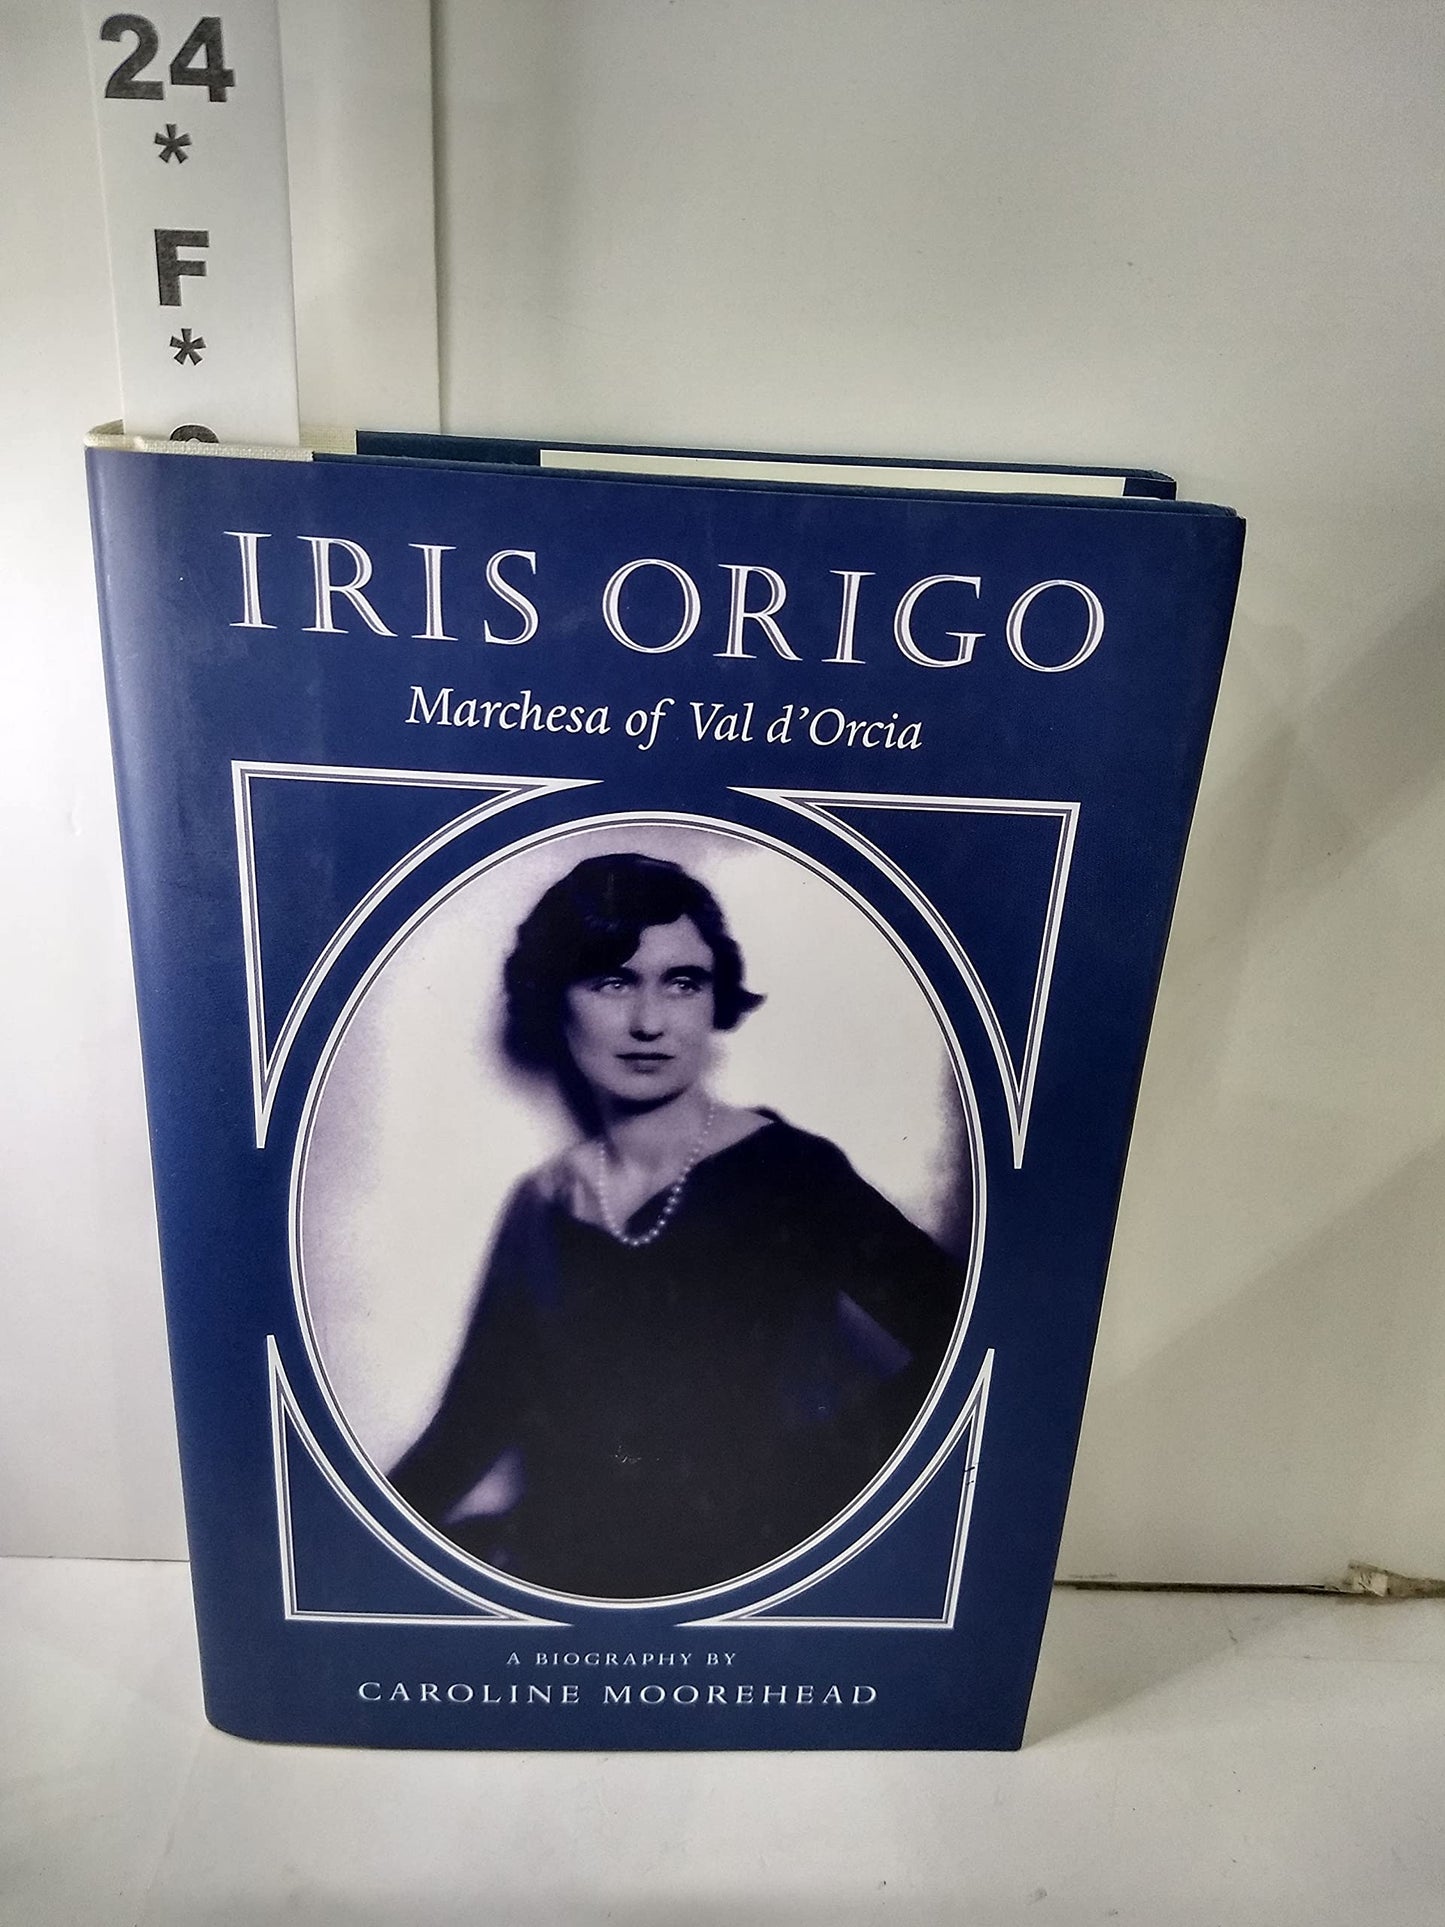 24
*
F
*
IRIS ORIGO
Marchesa of Val d'Orcia
A BIOGRAPHY BY
CAROLINE MOOREHEAD